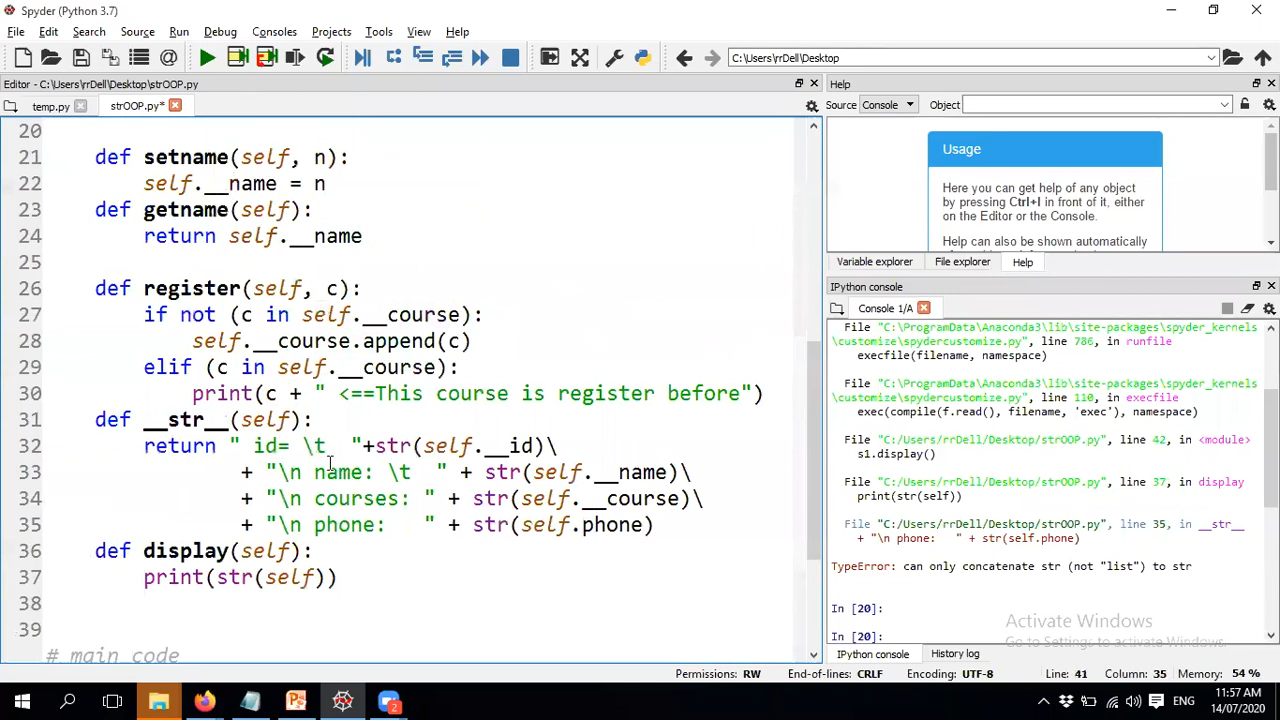 Spyder (Python 3.7)
File Edit Search Source Run Debug Consoles Projects Tools View Help
C:\Users\rrDell\Desktop
Editor - C:\Users\rrDell\Desktop\strOOP.py
temp.py
strOOP.py*
20
21 def setname(self, n):
22 self.__name = n
23 def getname(self):
24 return self.__name
25
26 def register(self, c):
27 if not (c in self.__course):
28 self.__course.append(c)
29 elif (c in self.__course):
30 print(c + " <==This course is register before")
31 def __str__(self):
32 return " id= \t  "+str(self.__id)\
33 + "\n name: \t  " + str(self.__name)\
34 + "\n courses: " + str(self.__course)\
35 + "\n phone:   " + str(self.phone)
36 def display(self):
37 print(str(self))
38
39
# main code
Help
Source Console Object
Usage
Here you can get help of any object
by pressing Ctrl+I in front of it, either
on the Editor or the Console.
Help can also be shown automatically
Variable explorer File explorer Help
IPython console
Console 1/A
File "C:\ProgramData\Anaconda3\lib\site-packages\spyder_kernels
\customize\spydercustomize.py", line 786, in runfile
execfile(filename, namespace)
File "C:\ProgramData\Anaconda3\lib\site-packages\spyder_kernels
\customize\spydercustomize.py", line 110, in execfile
exec(compile(f.read(), filename, 'exec'), namespace)
File "C:/Users/rrDell/Desktop/strOOP.py", line 42, in <module>
s1.display()
File "C:/Users/rrDell/Desktop/strOOP.py", line 37, in display
print(str(self))
File "C:/Users/rrDell/Desktop/strOOP.py", line 35, in __str__
+ "\n phone:   " + str(self.phone)
TypeError: can only concatenate str (not "list") to str
In [20]:
In [20]:
Activate Windows
Go to Settings to activate Windows.
IPython console History log
Permissions: RW End-of-lines: CRLF Encoding: UTF-8 Line: 41 Column: 35 Memory: 54 %
ENG
11:57 AM
14/07/2020